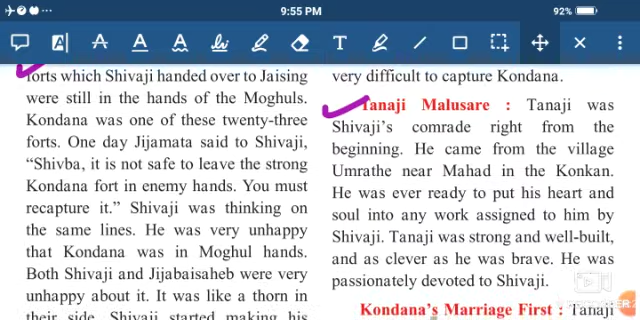 9:55 PM
92%
forts which Shivaji handed over to Jaising
were still in the hands of the Moghuls.
Kondana was one of these twenty-three
forts. One day Jijamata said to Shivaji,
“Shivba, it is not safe to leave the strong
Kondana fort in enemy hands. You must
recapture it.” Shivaji was thinking on
the same lines. He was very unhappy
that Kondana was in Moghul hands.
Both Shivaji and Jijabaisaheb were very
unhappy about it. It was like a thorn in
their side. Shivaji started making his
very difficult to capture Kondana.
Tanaji Malusare : Tanaji was
Shivaji’s comrade right from the
beginning. He came from the village
Umrathe near Mahad in the Konkan.
He was ever ready to put his heart and
soul into any work assigned to him by
Shivaji. Tanaji was strong and well-built,
and as clever as he was brave. He was
passionately devoted to Shivaji.
Kondana’s Marriage First : Tanaji